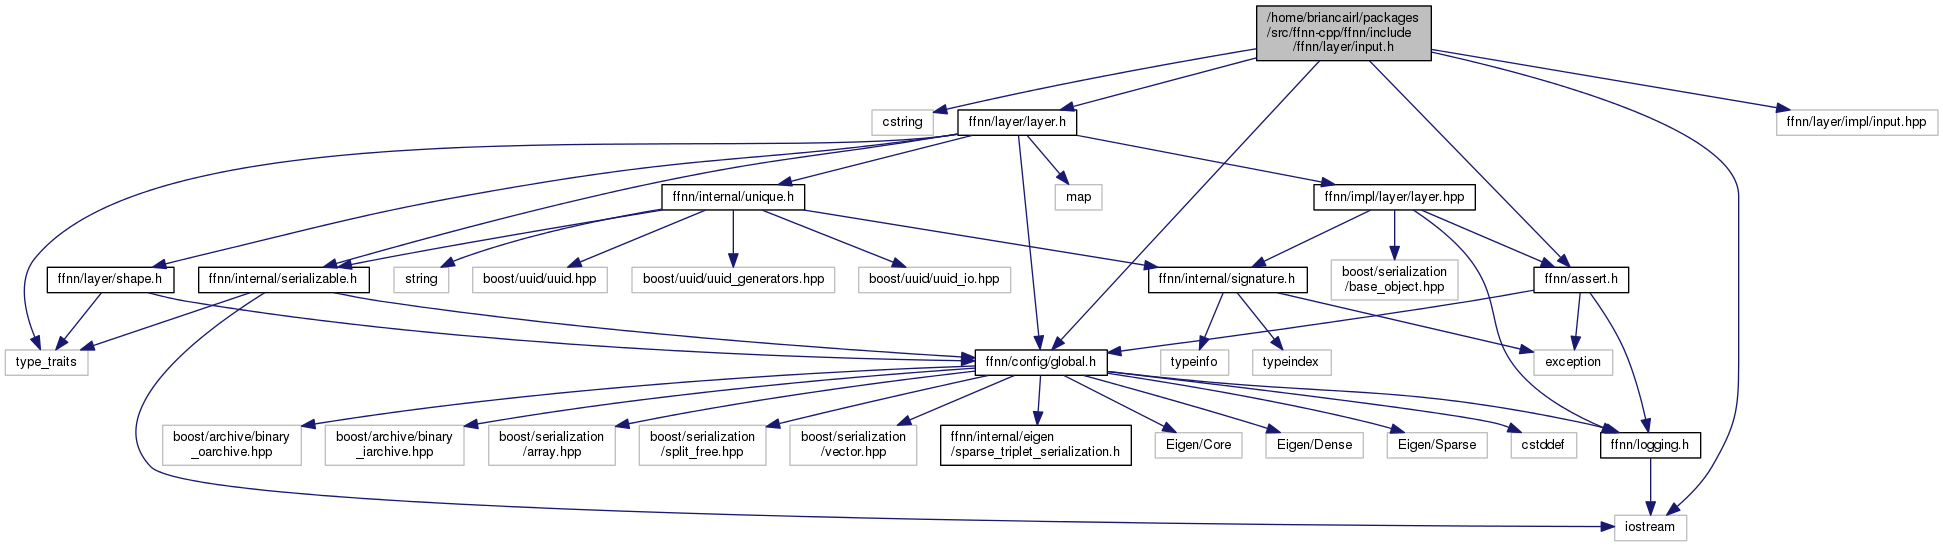 /home/briancairl/packages
/src/ffnn-cpp/ffnn/include
/ffnn/layer/input.h
cstring
ffnn/layer/layer.h
ffnn/layer/impl/input.hpp
ffnn/internal/unique.h
map
ffnn/impl/layer/layer.hpp
ffnn/layer/shape.h
ffnn/internal/serializable.h
string
boost/uuid/uuid.hpp
boost/uuid/uuid_generators.hpp
boost/uuid/uuid_io.hpp
ffnn/internal/signature.h
boost/serialization
/base_object.hpp
ffnn/assert.h
type_traits
ffnn/config/global.h
typeinfo
typeindex
exception
boost/archive/binary
_oarchive.hpp
boost/archive/binary
_iarchive.hpp
boost/serialization
/array.hpp
boost/serialization
/split_free.hpp
boost/serialization
/vector.hpp
ffnn/internal/eigen
/sparse_triplet_serialization.h
Eigen/Core
Eigen/Dense
Eigen/Sparse
cstddef
ffnn/logging.h
iostream